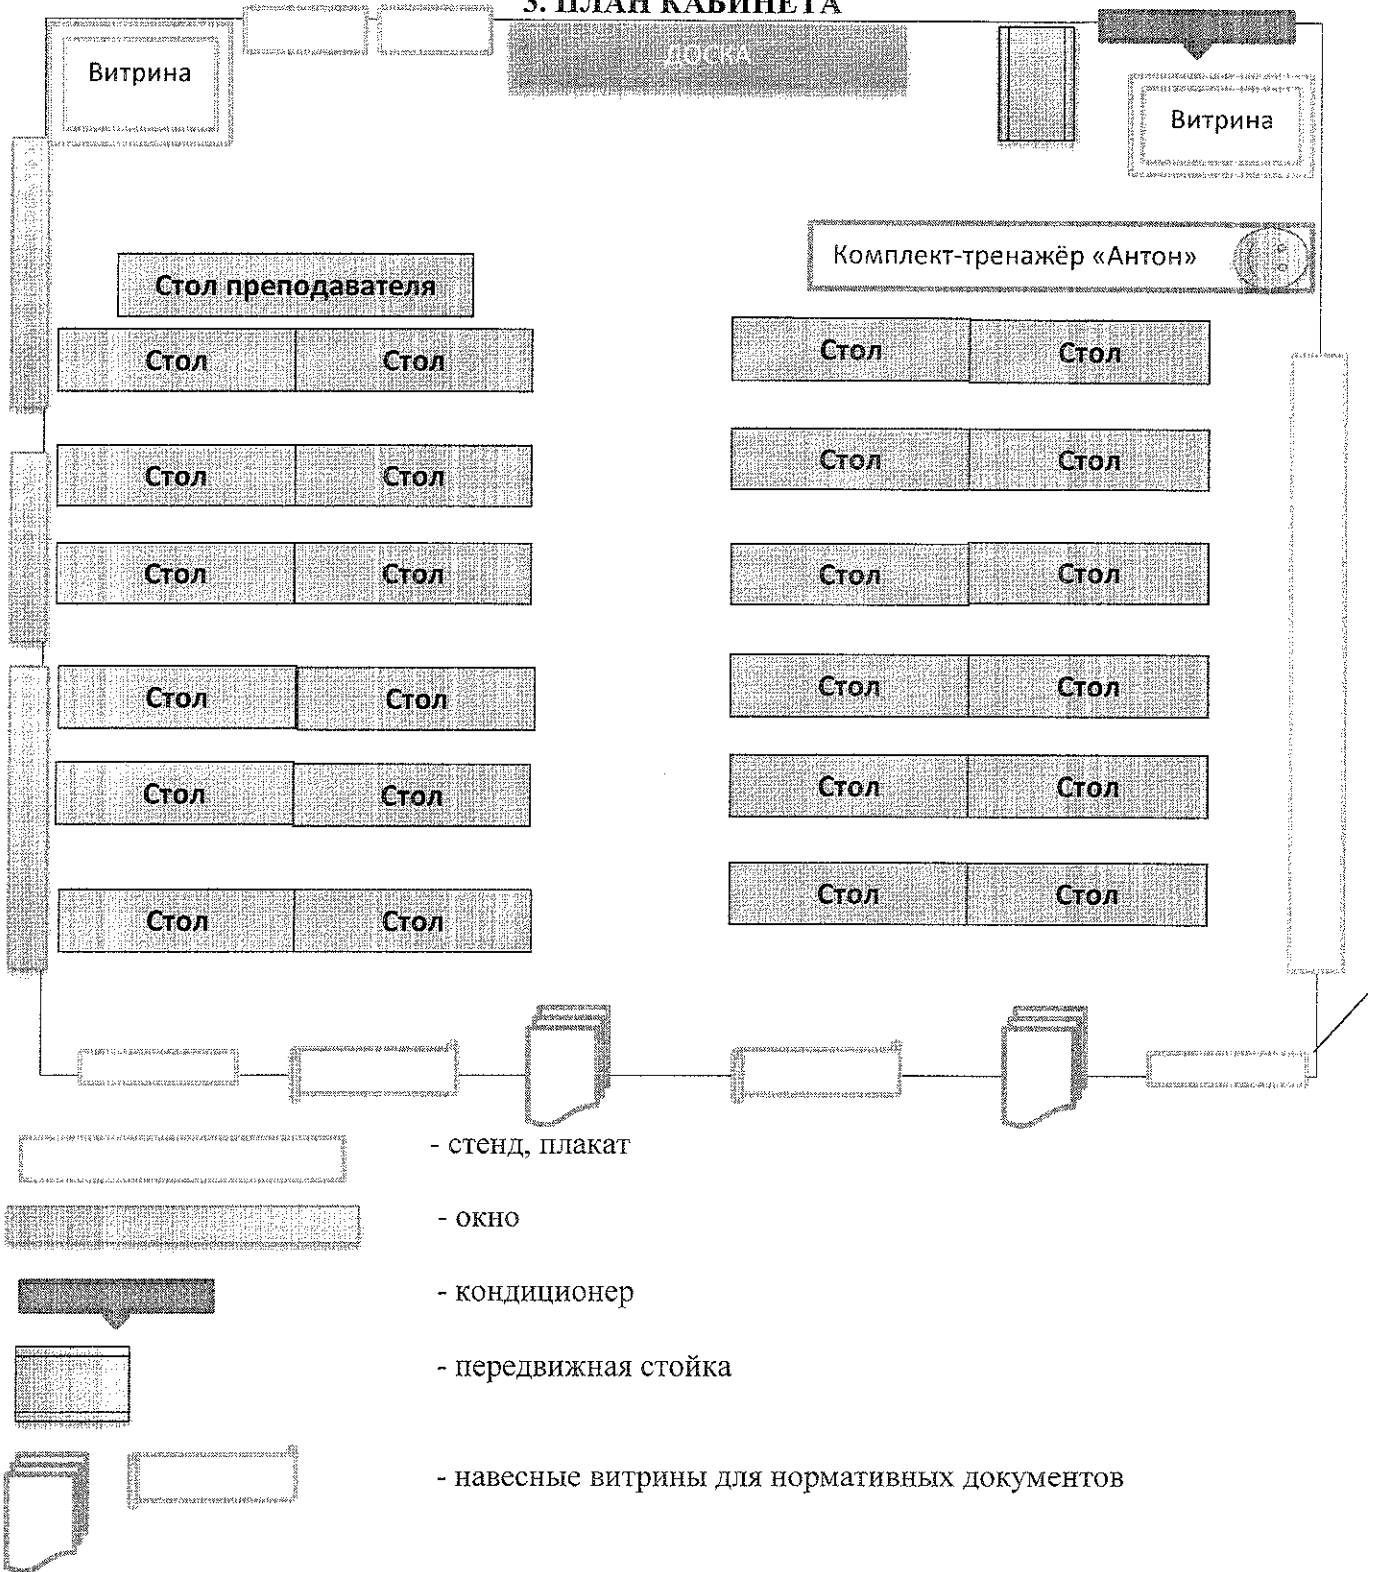 3. ПЛАН КАБИНЕТА
ДОСКА
Витрина
Витрина
Комплект-тренажёр «Антон»
Стол преподавателя
Стол Стол Стол Стол
Стол Стол Стол Стол
Стол Стол Стол Стол
Стол Стол Стол Стол
Стол Стол Стол Стол
Стол Стол Стол Стол
- стенд, плакат
- окно
- кондиционер
- передвижная стойка
- навесные витрины для нормативных документов